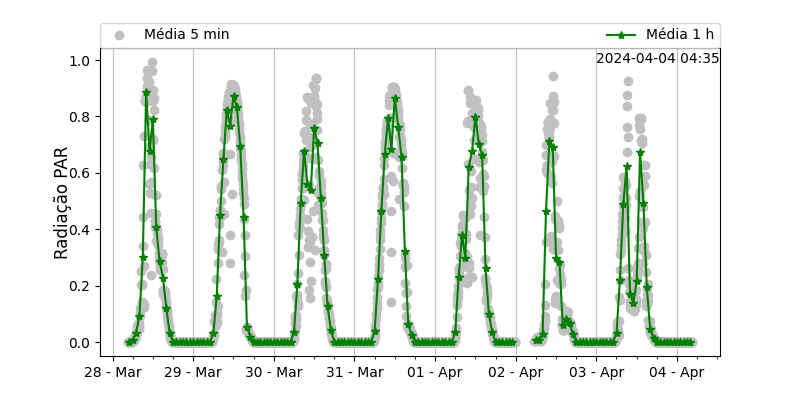 Média 5 min
Média 1 h
2024-04-04 04:35
Radiação PAR
1.0
0.8
0.6
0.4
0.2
0.0
28 - Mar
29 - Mar
30 - Mar
31 - Mar
01 - Apr
02 - Apr
03 - Apr
04 - Apr